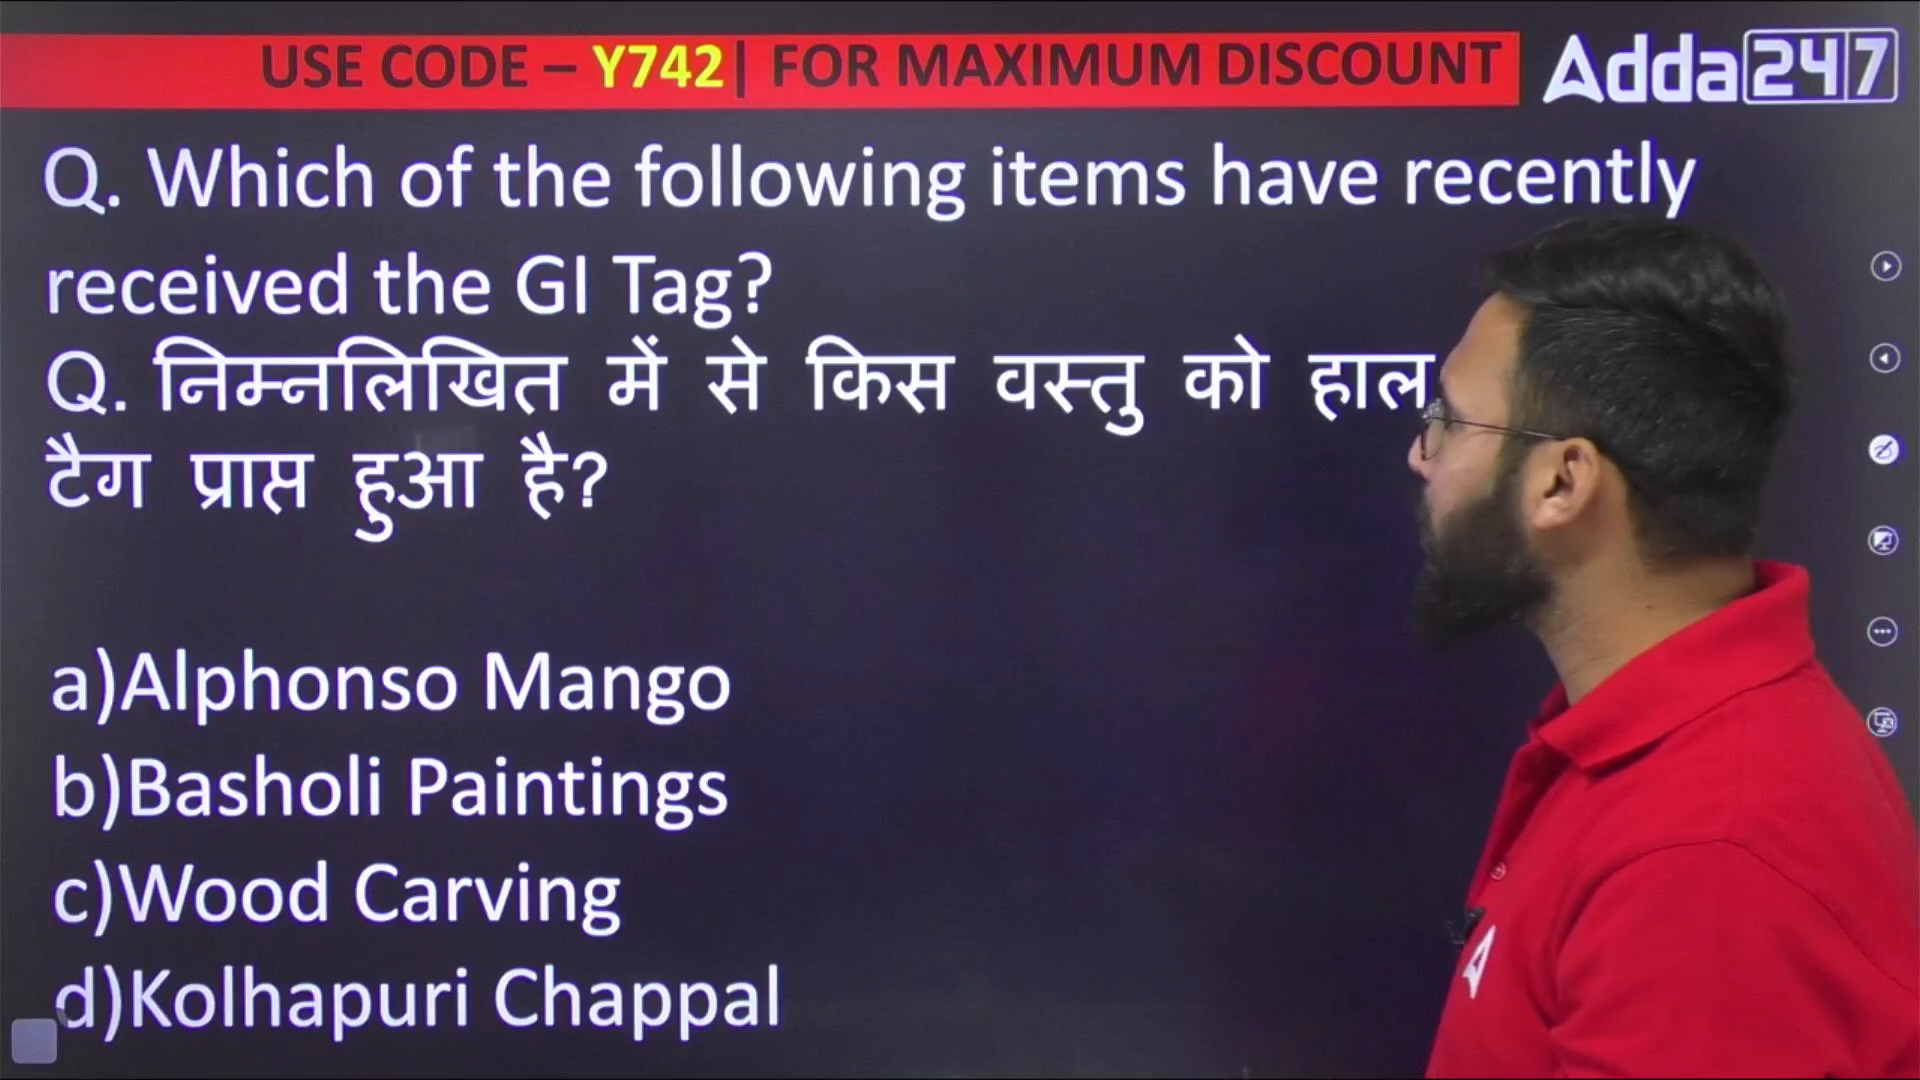 USE CODE – Y742| FOR MAXIMUM DISCOUNT
Adda247
Q. Which of the following items have recently
received the GI Tag?
Q. निम्नलिखित में से किस वस्तु को हाल
टैग प्राप्त हुआ है?
a)Alphonso Mango
b)Basholi Paintings
c)Wood Carving
d)Kolhapuri Chappal